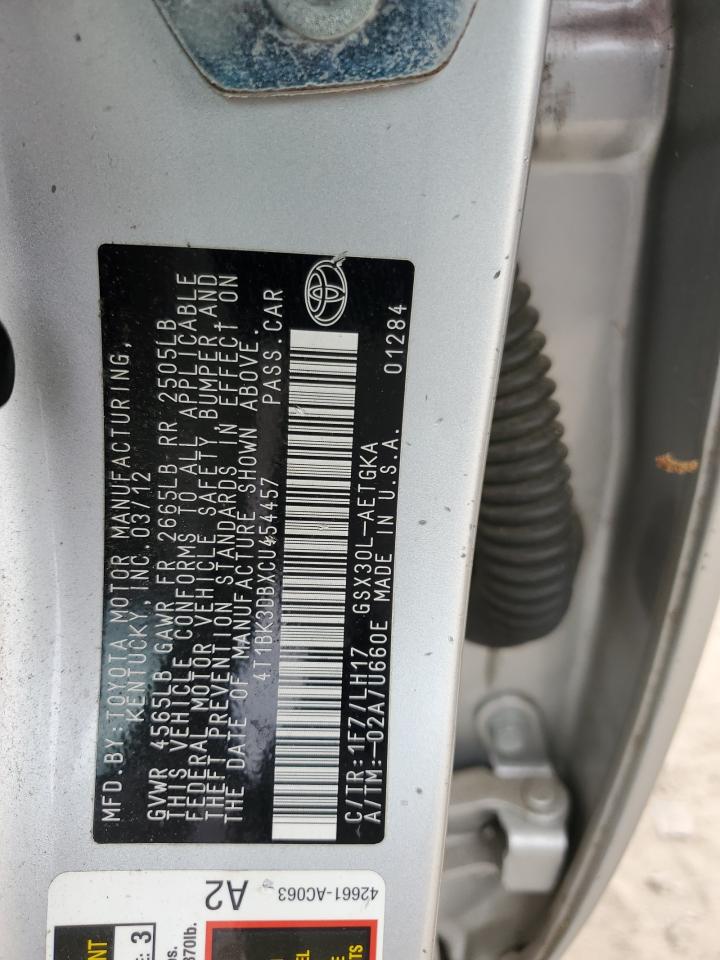 MFD.BY:TOYOTA MOTOR MANUFACTURING,
KENTUCKY, INC. 03/12
GVWR 4565LB GAWR FR 2665LB RR 2505LB
THIS VEHICLE CONFORMS TO ALL APPLICABLE
FEDERAL MOTOR VEHICLE SAFETY, BUMPER, AND
THEFT PREVENTION STANDARDS IN EFFECT ON
THE DATE OF MANUFACTURE SHOWN ABOVE.
4T1BK3DBXCU454457 PASS.CAR
C/TR:1F7/LH17 GSX30L-AETGKA
A/TM:-02A/U660E MADE IN U.S.A. 01284
42661-AC063
A2
3
370lb.